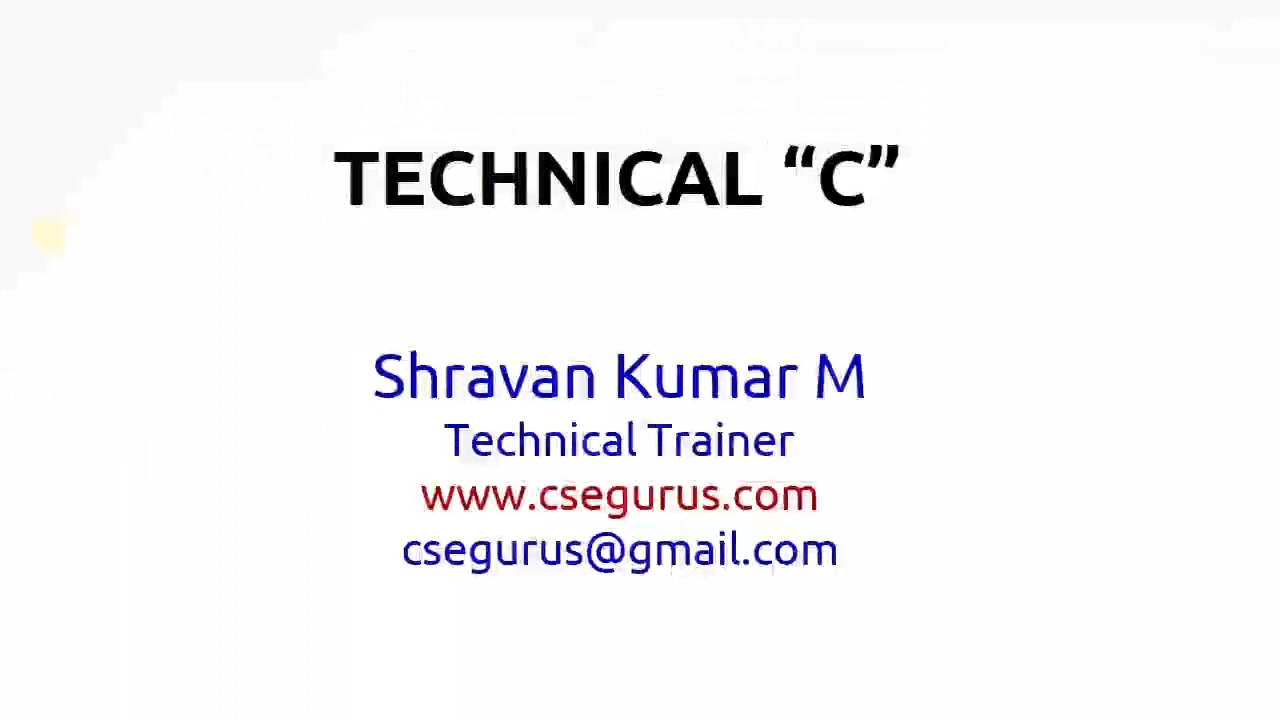 TECHNICAL “C”
Shravan Kumar M
Technical Trainer
www.csegurus.com
csegurus@gmail.com